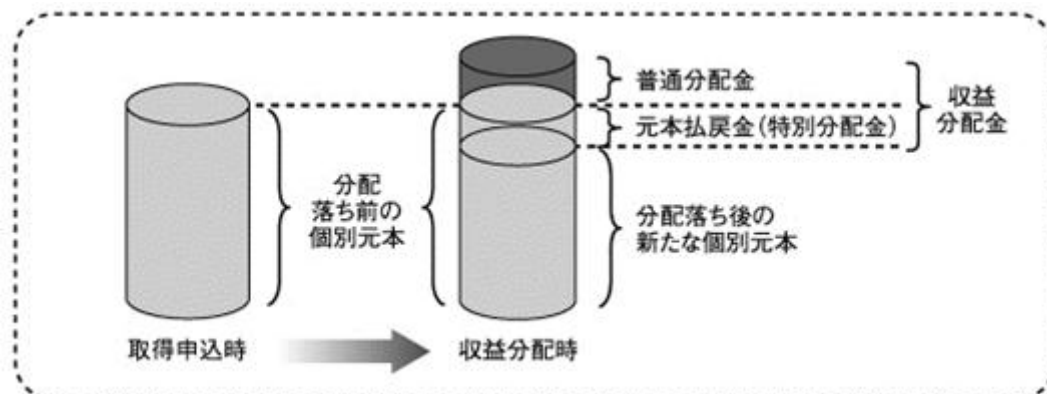 普通分配金
元本払戻金(特別分配金)
収益
分配金
分配
落ち前の
個別元本
分配落ち後の
新たな個別元本
取得申込時
収益分配時